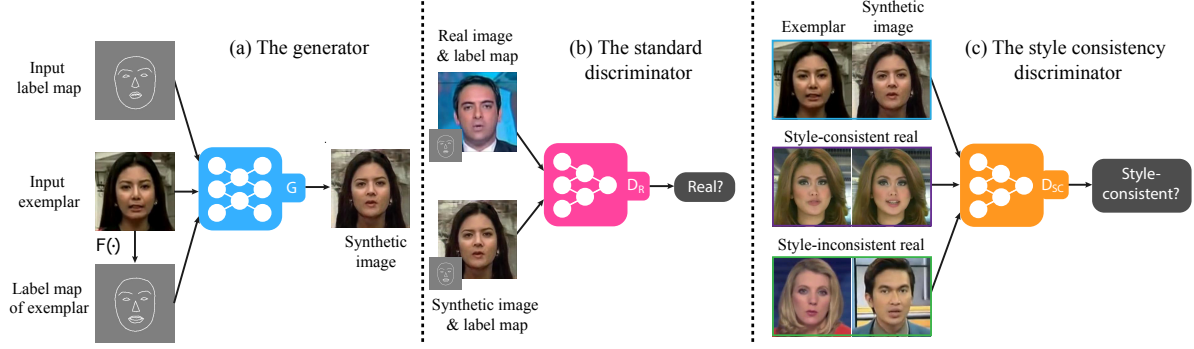 (a) The generator
Input
label map
Input
exemplar
F(·)
Label map
of exemplar
G
Synthetic
image
Real image
& label map
(b) The standard
discriminator
D_R
Real?
Synthetic image
& label map
Exemplar
Synthetic
image
(c) The style consistency
discriminator
Style-consistent real
D_SC
Style-
consistent?
Style-inconsistent real